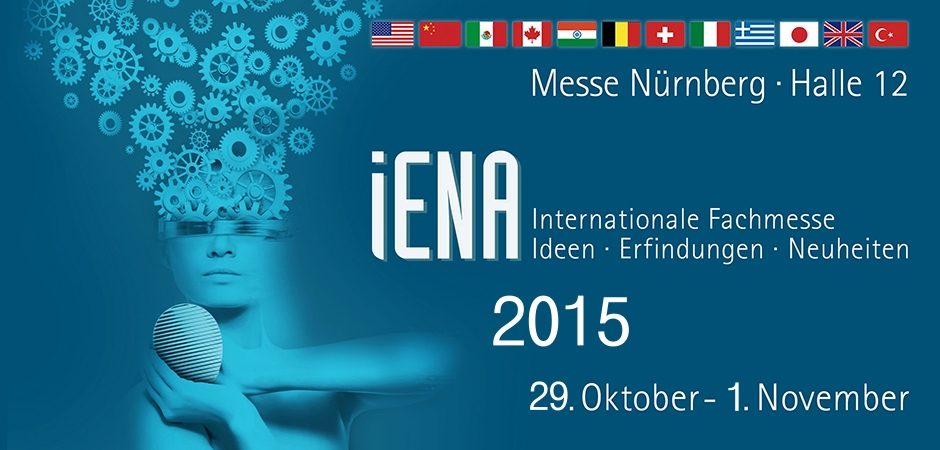 Messe Nürnberg · Halle 12
iENA
Internationale Fachmesse
Ideen · Erfindungen · Neuheiten
2015
29. Oktober - 1. November